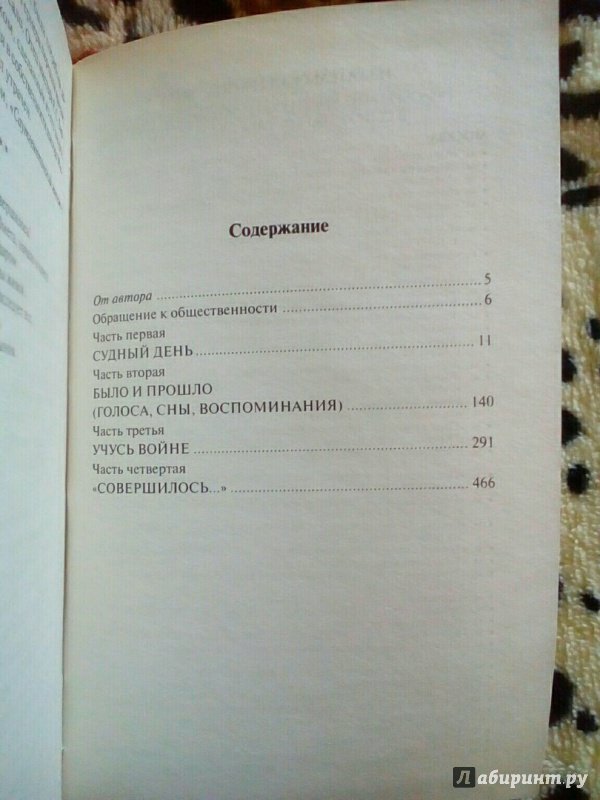 Содержание
От автора 5
Обращение к общественности 6
Часть первая
СУДНЫЙ ДЕНЬ 11
Часть вторая
БЫЛО И ПРОШЛО
(ГОЛОСА, СНЫ, ВОСПОМИНАНИЯ) 140
Часть третья
УЧУСЬ ВОЙНЕ 291
Часть четвертая
«СОВЕРШИЛОСЬ...» 466
Лабиринт.ру